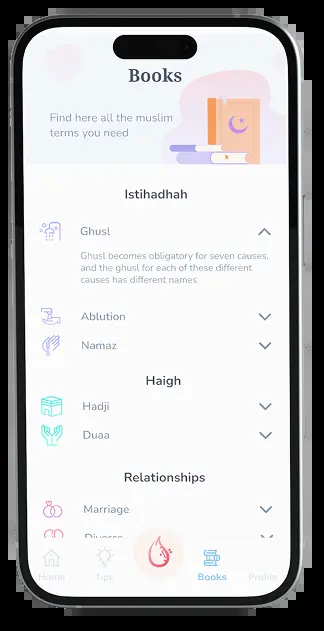 Books
Find here all the muslim
terms you need
Istihadhah
Ghusl
Ghusl becomes obligatory for seven causes,
and the ghusl for each of these different
causes has different names
Ablution
Namaz
Haigh
Hadji
Duaa
Relationships
Marriage
Divorce
Home
Tips
Books
Profile